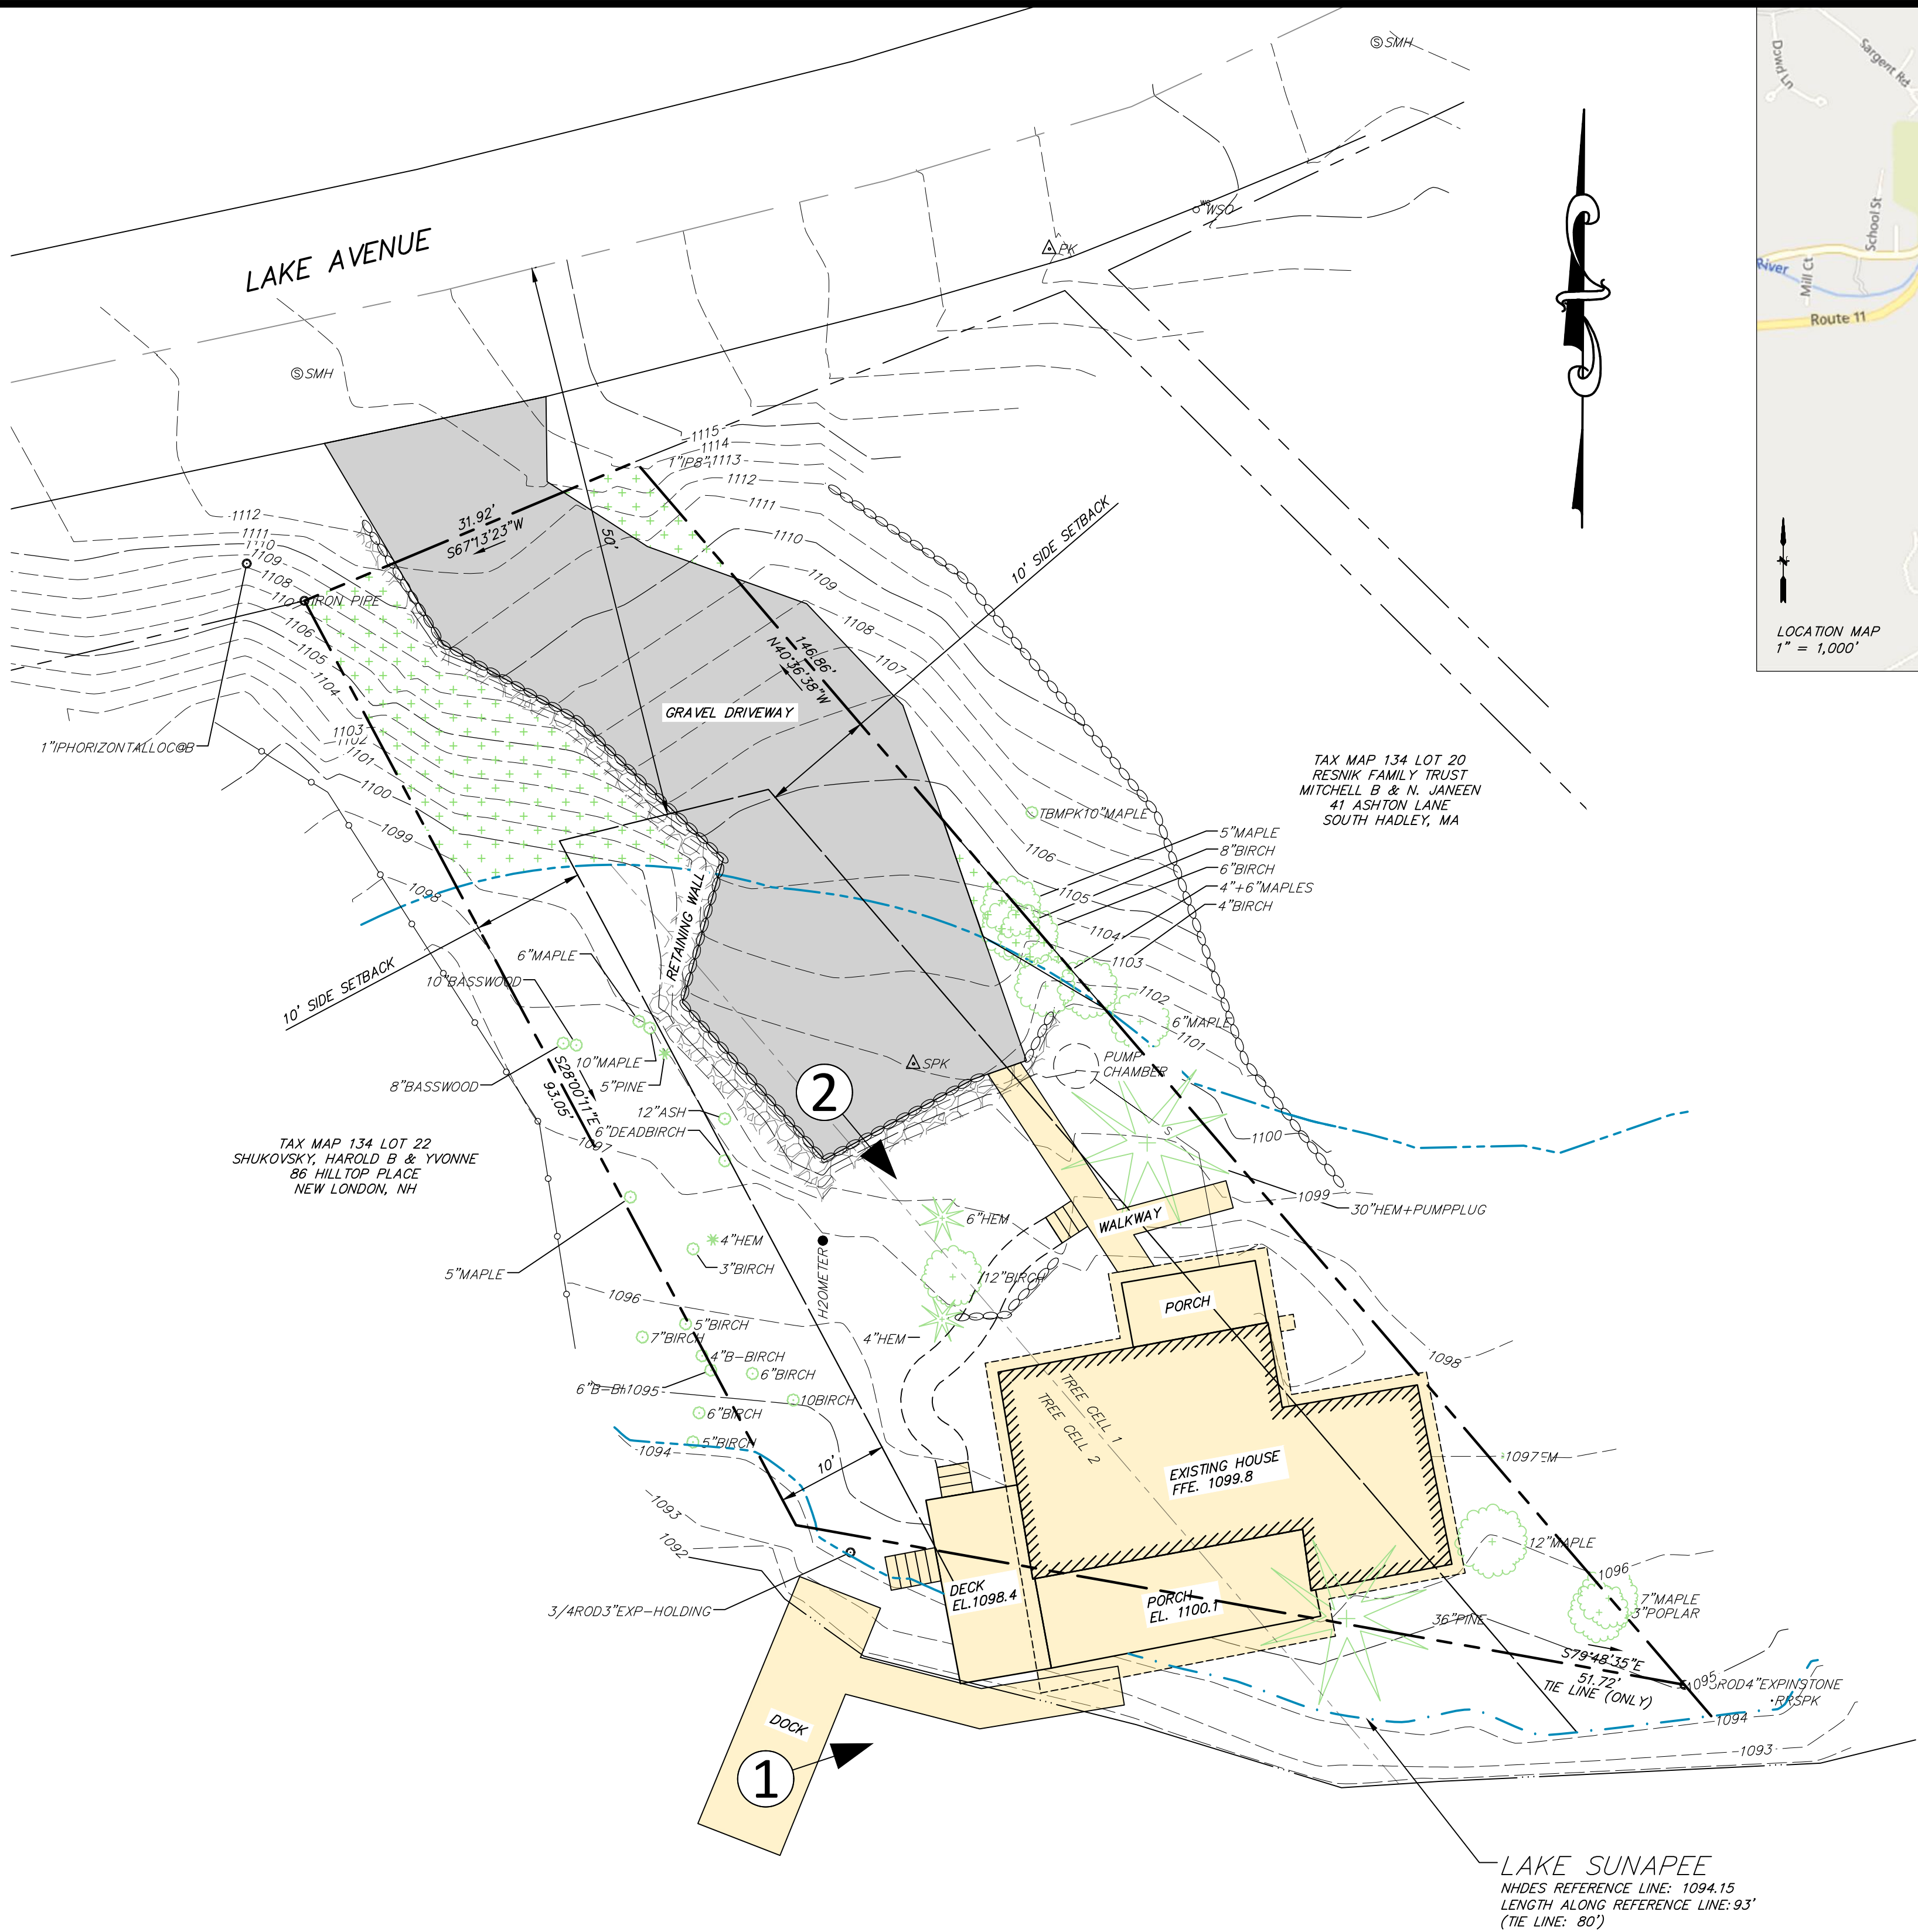 SMH
Dowd Ln
Sargent Rd
School St
River
Mill Ct
Route 11
LOCATION MAP
1" = 1,000'
LAKE AVENUE
WSO
PK
SMH
1115
1114
1"IP8"
1113
1112
1111
1110
1109
1108
1107
31.92'
S67°13'23"W
50'
10' SIDE SETBACK
1112
1111
1110
1109
1108
1107
IRON PIPE
1106
1105
1104
1103
1102
1101
1100
1099
1098
1"IPHORIZONTALLOC@B
146.86'
N40°36'38"W
GRAVEL DRIVEWAY
TAX MAP 134 LOT 20
RESNIK FAMILY TRUST
MITCHELL B & N. JANEEN
41 ASHTON LANE
SOUTH HADLEY, MA
TBMPK10"MAPLE
5"MAPLE
8"BIRCH
6"BIRCH
4"+6"MAPLES
4"BIRCH
1106
1105
1104
1103
1102
1101
6"MAPLE
RETAINING WALL
10' SIDE SETBACK
6"MAPLE
10"BASSWOOD
10"MAPLE
8"BASSWOOD
5"PINE
S28°00'11"E
93.05'
12"ASH
6"DEADBIRCH
1097
SPK
2
PUMP
CHAMBER
S
1100
1099
30"HEM+PUMPPLUG
TAX MAP 134 LOT 22
SHUKOVSKY, HAROLD B & YVONNE
86 HILLTOP PLACE
NEW LONDON, NH
6"HEM
WALKWAY
4"HEM
3"BIRCH
5"MAPLE
H2OMETER
12"BIRCH
1096
PORCH
5"BIRCH
7"BIRCH
4"HEM
4"B-BIRCH
6"BIRCH
1098
1095
10BIRCH
6"BIRCH
5"BIRCH
1094
TREE CELL 1
TREE CELL 2
10'
EXISTING HOUSE
FFE. 1099.8
1097
1093
1092
12"MAPLE
1096
DECK
EL.1098.4
PORCH
EL. 1100.1
7"MAPLE
3"POPLAR
3/4ROD3"EXP-HOLDING
36"PINE
S79°48'35"E
51.72'
TIE LINE (ONLY)
1095
ROD4"EXPINSTONE
RRSPK
1094
1093
DOCK
1
LAKE SUNAPEE
NHDES REFERENCE LINE: 1094.15
LENGTH ALONG REFERENCE LINE: 93'
(TIE LINE: 80')